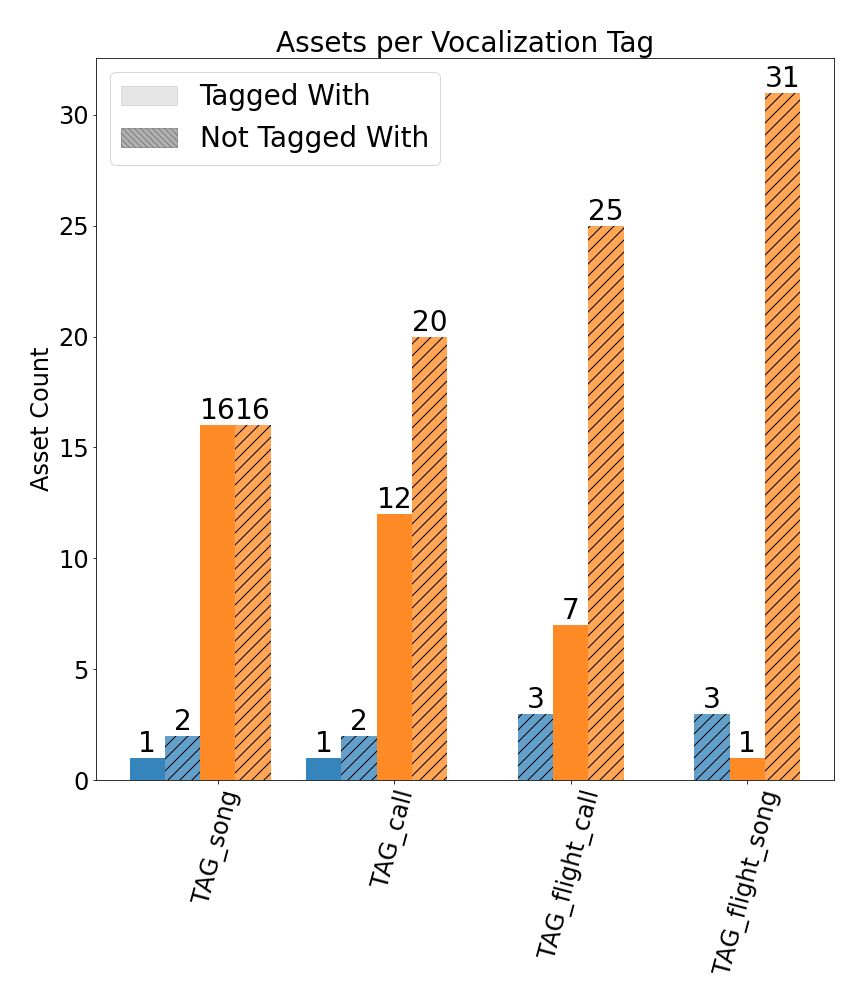 Assets per Vocalization Tag
Tagged With
Not Tagged With
Asset Count
30
25
20
15
10
5
0
1
2
16
16
1
2
12
20
3
7
25
3
1
31
TAG_song
TAG_call
TAG_flight_call
TAG_flight_song